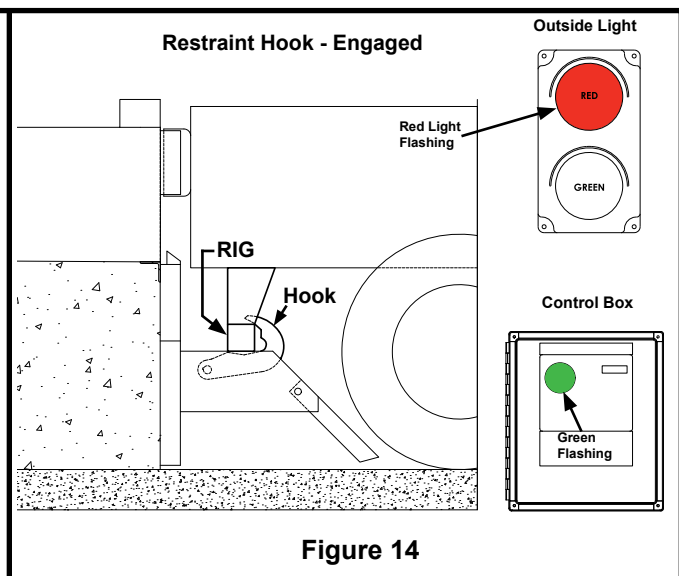 Restraint Hook - Engaged
Outside Light
RED
Red Light
Flashing
GREEN
RIG
Hook
Control Box
Green
Flashing
Figure 14